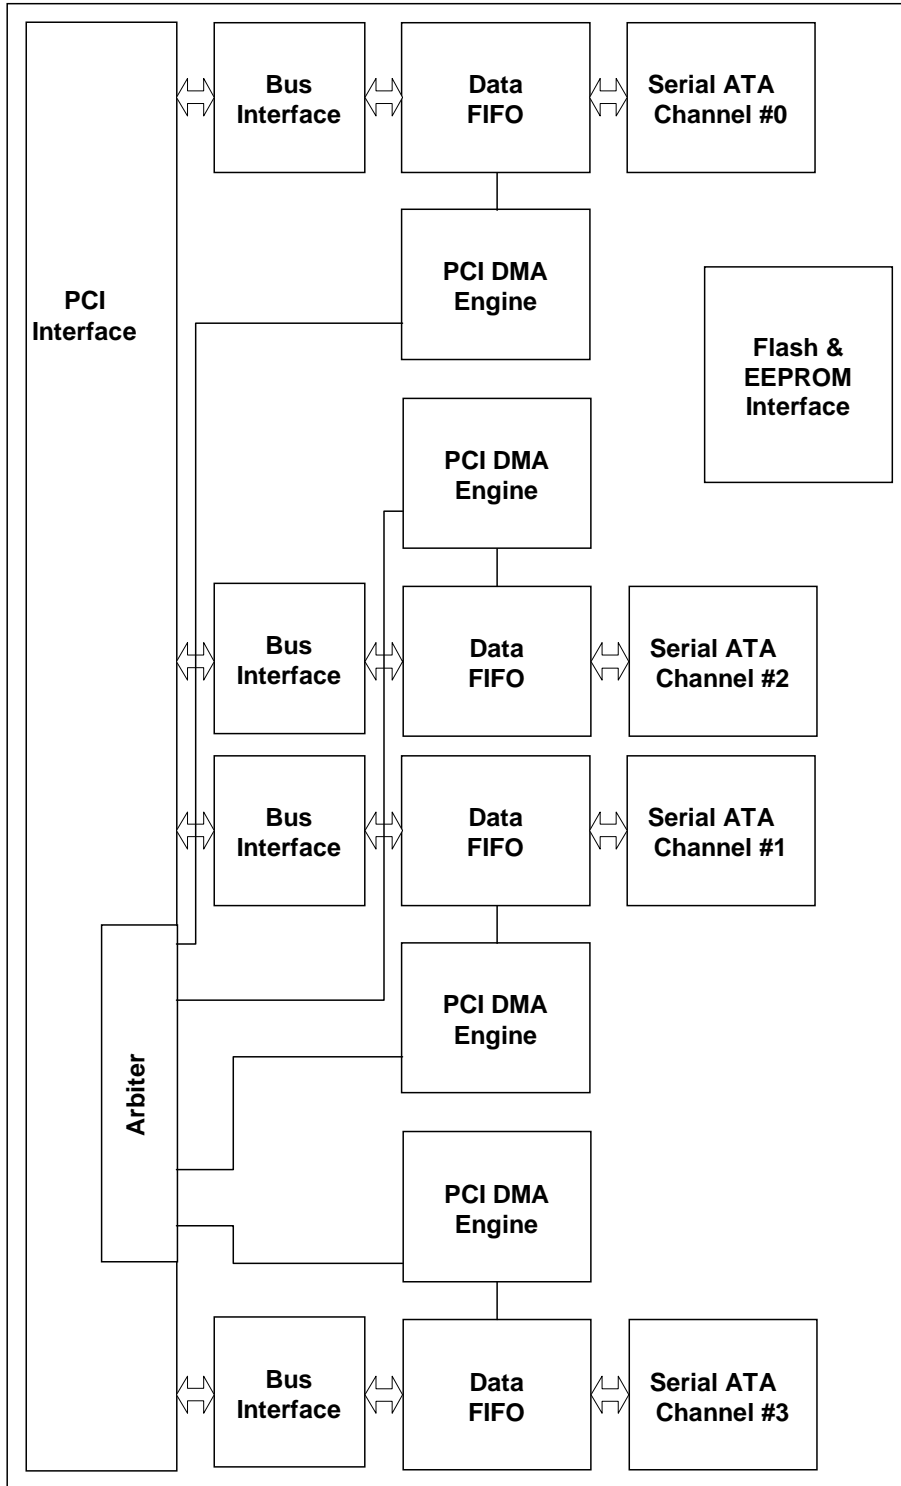 Bus
Interface
Data
FIFO
Serial ATA
Channel #0
PCI
Interface
PCI DMA
Engine
Flash &
EEPROM
Interface
PCI DMA
Engine
Bus
Interface
Data
FIFO
Serial ATA
Channel #2
Bus
Interface
Data
FIFO
Serial ATA
Channel #1
Arbiter
PCI DMA
Engine
PCI DMA
Engine
Bus
Interface
Data
FIFO
Serial ATA
Channel #3